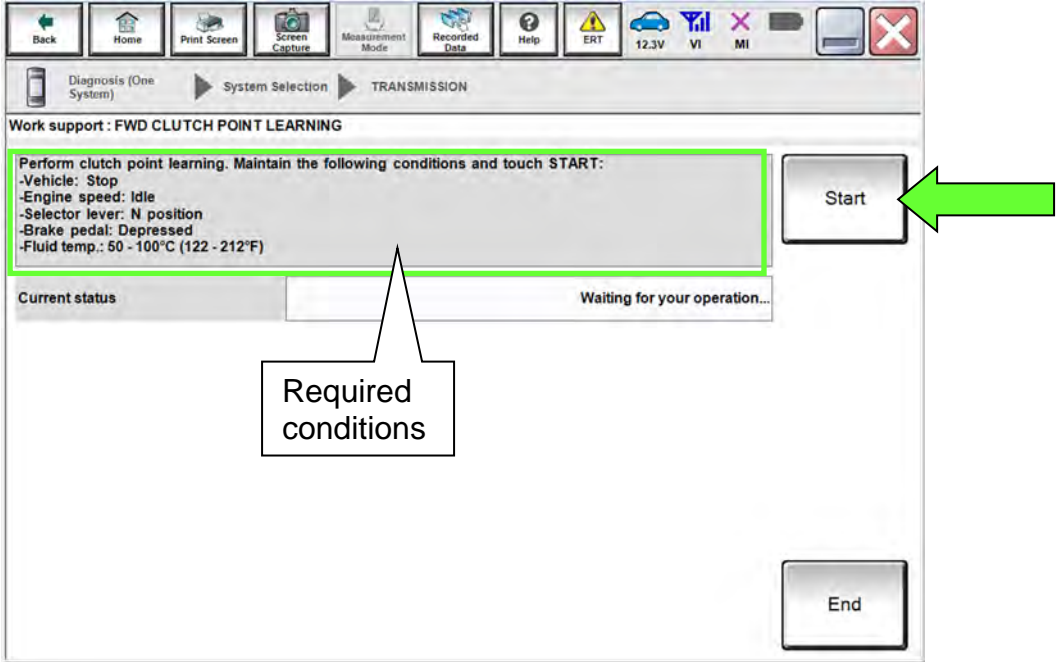 Back
Home
Print Screen
Screen
Capture
Measurement
Mode
Recorded
Data
Help
ERT
12.3V
VI
MI
Diagnosis (One
System)
System Selection
TRANSMISSION
Work support : FWD CLUTCH POINT LEARNING
Perform clutch point learning. Maintain the following conditions and touch START:
-Vehicle: Stop
-Engine speed: Idle
-Selector lever: N position
-Brake pedal: Depressed
-Fluid temp.: 50 - 100°C (122 - 212°F)
Start
Current status
Waiting for your operation...
Required
conditions
End